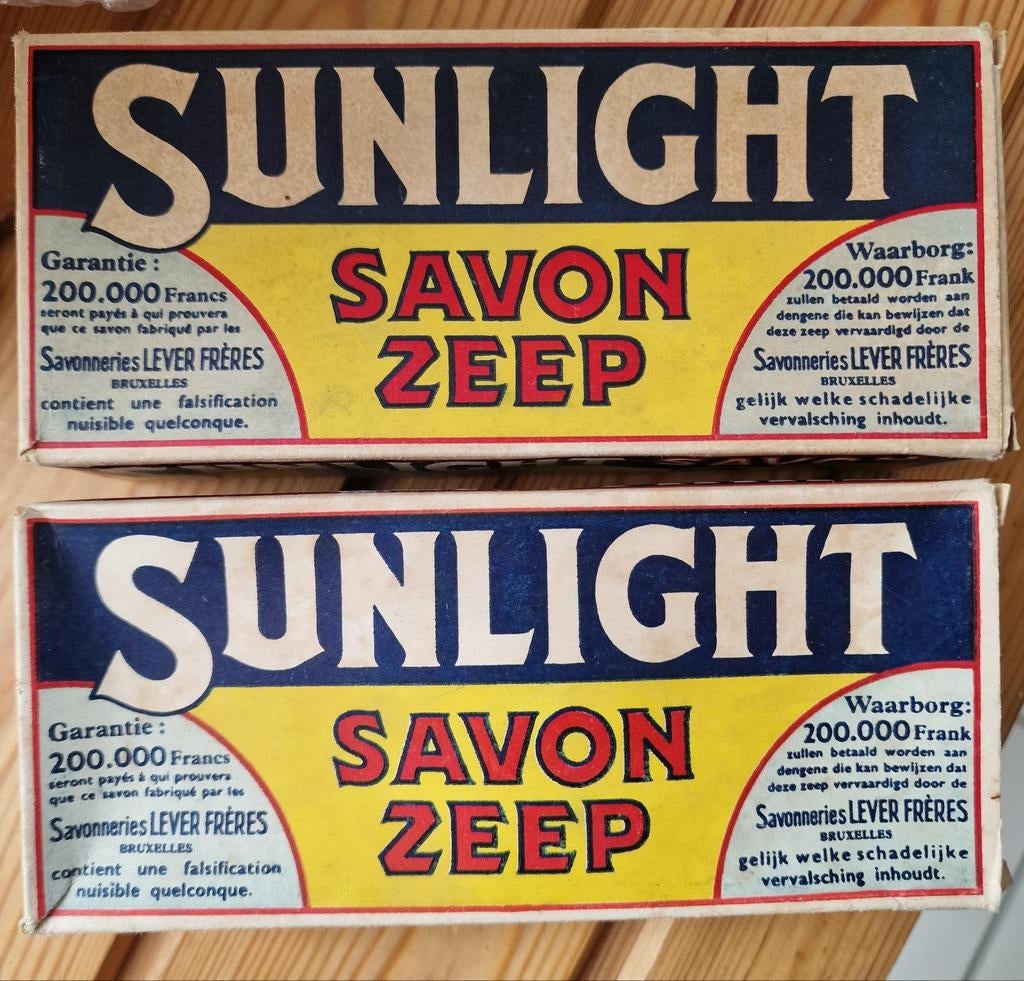 SUNLIGHT
SAVON
ZEEP
Garantie :
200.000 Francs
seront payés à qui prouvera
que ce savon fabriqué par les
Savonneries LEVER FRÈRES
BRUXELLES
contient une falsification
nuisible quelconque.
Waarborg:
200.000 Frank
zullen betaald worden aan
dengene die kan bewijzen dat
deze zeep vervaardigd door de
Savonneries LEVER FRÈRES
BRUXELLES
gelijk welke schadelijke
vervalsching inhoudt.
SUNLIGHT
SAVON
ZEEP
Garantie :
200.000 Francs
seront payés à qui prouvera
que ce savon fabriqué par les
Savonneries LEVER FRÈRES
BRUXELLES
contient une falsification
nuisible quelconque.
Waarborg:
200.000 Frank
zullen betaald worden aan
dengene die kan bewijzen dat
deze zeep vervaardigd door de
Savonneries LEVER FRÈRES
BRUXELLES
gelijk welke schadelijke
vervalsching inhoudt.